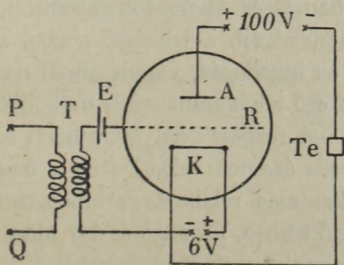 + 100V -
P T E A
R
K Te
Q - +
6V